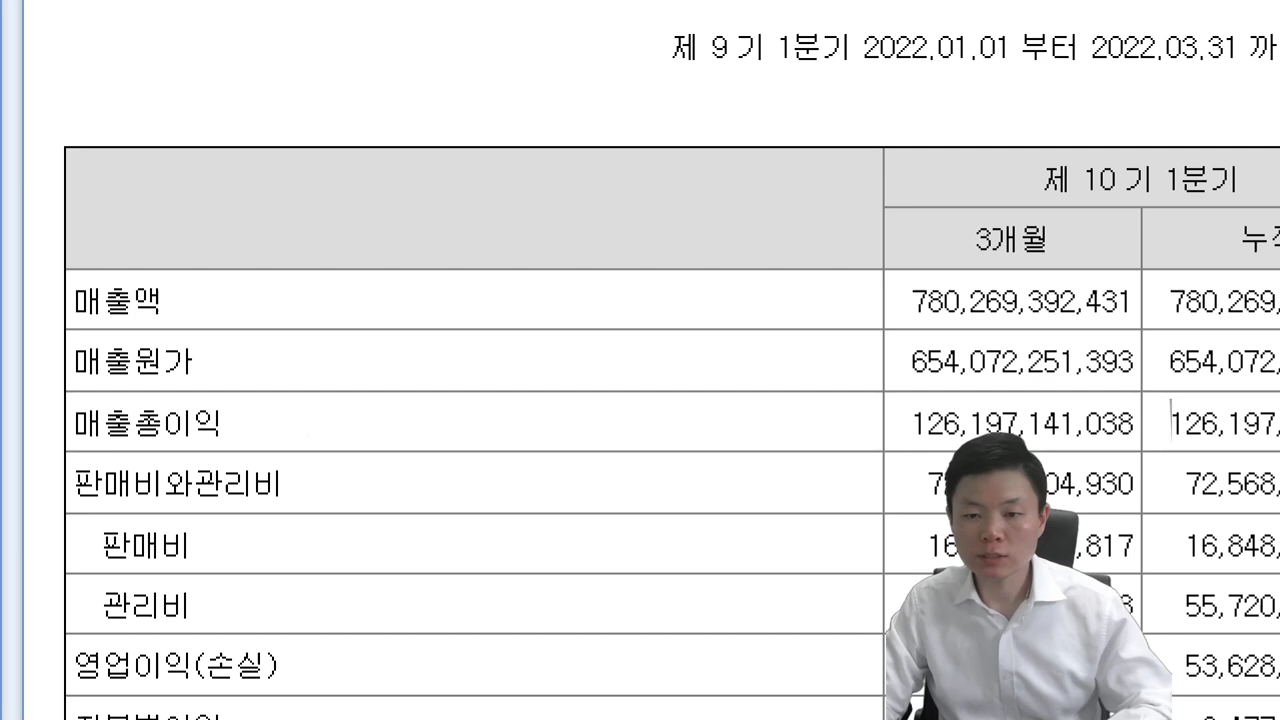 제 9 기 1분기 2022.01.01 부터 2022.03.31 까
제 10 기 1분기
3개월
매출액 780,269,392,431 780,269,
매출원가 654,072,251,393 654,072,
매출총이익 126,197,141,038 126,197,
판매비와관리비 04,930 72,568,
판매비 16 ,817 16,848,
관리비 55,720,
영업이익(손실) 53,628,